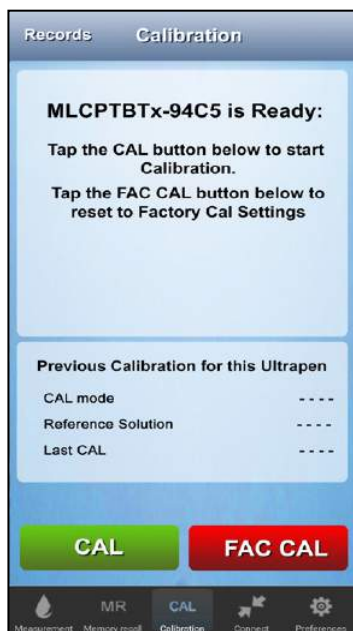 Records Calibration
MLCPTBTx-94C5 is Ready:
Tap the CAL button below to start
Calibration.
Tap the FAC CAL button below to
reset to Factory Cal Settings
Previous Calibration for this Ultrapen
CAL mode - - - -
Reference Solution - - - -
Last CAL - - - -
CAL FAC CAL
MR CAL
Measurement Memory recall Calibration Connect Preferences